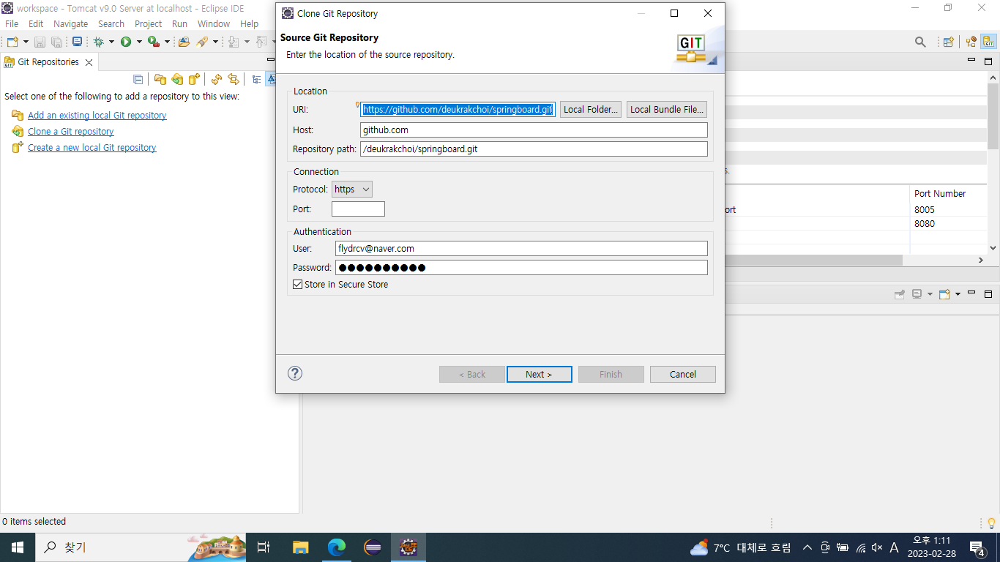 workspace - Tomcat v9.0 Server at localhost - Eclipse IDE
File Edit Navigate Search Project Run Window Help
Git Repositories
Select one of the following to add a repository to this view:
Add an existing local Git repository
Clone a Git repository
Create a new local Git repository
Clone Git Repository
Source Git Repository
Enter the location of the source repository.
GIT
Location
URI: https://github.com/deukrakchoi/springboard.git Local Folder... Local Bundle File...
Host: github.com
Repository path: /deukrakchoi/springboard.git
Connection
Protocol: https
Port:
Authentication
User: flydrcv@naver.com
Password: ●●●●●●●●●●
Store in Secure Store
? < Back Next > Finish Cancel
GIT
s.
Port Number
ort 8005
8080
0 items selected
찾기
7°C 대체로 흐림
A
오후 1:11
2023-02-28
4